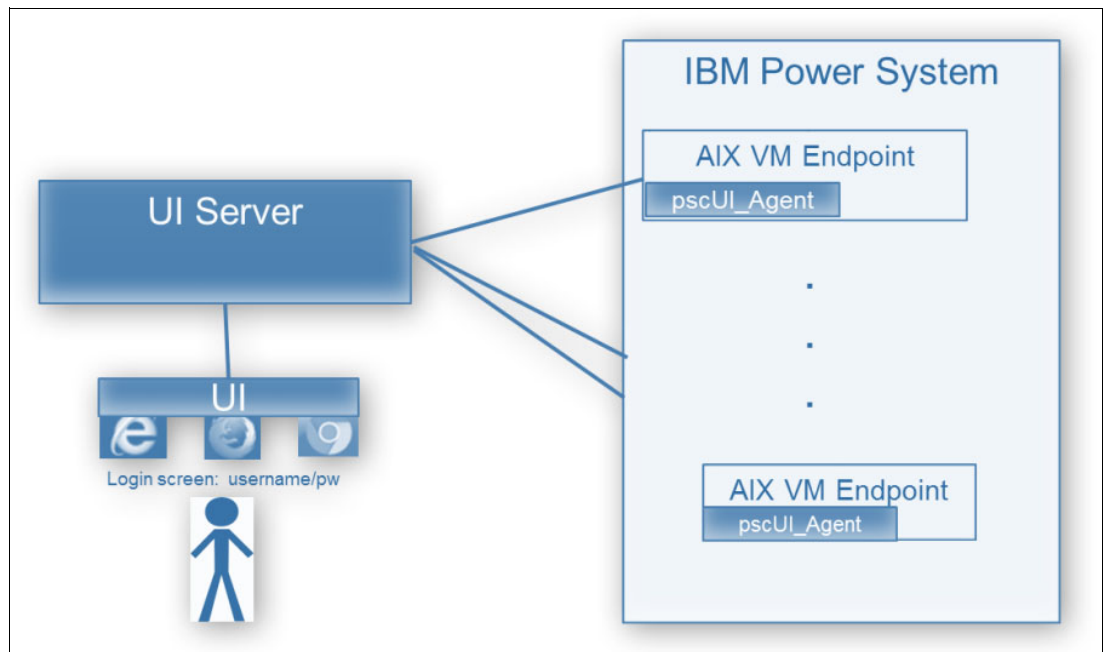 IBM Power System
AIX VM Endpoint
pscUI_Agent
UI Server
.
.
.
UI
Login screen: username/pw
AIX VM Endpoint
pscUI_Agent